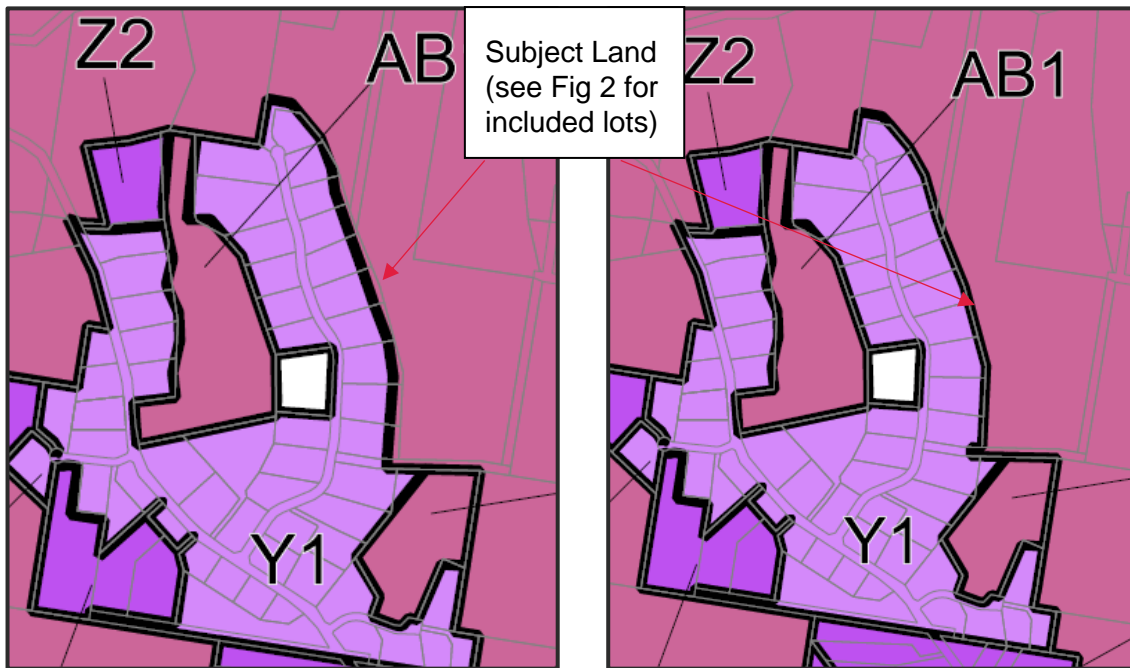 Z2
AB
Subject Land
(see Fig 2 for
included lots)
Z2
AB1
Y1
Y1